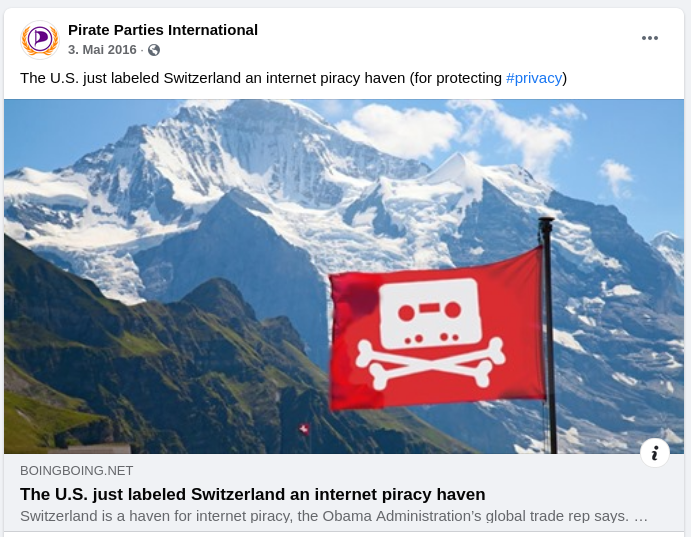 Pirate Parties International
3. Mai 2016 ·
The U.S. just labeled Switzerland an internet piracy haven (for protecting #privacy)
BOINGBOING.NET
The U.S. just labeled Switzerland an internet piracy haven
Switzerland is a haven for internet piracy, the Obama Administration's global trade rep says. …